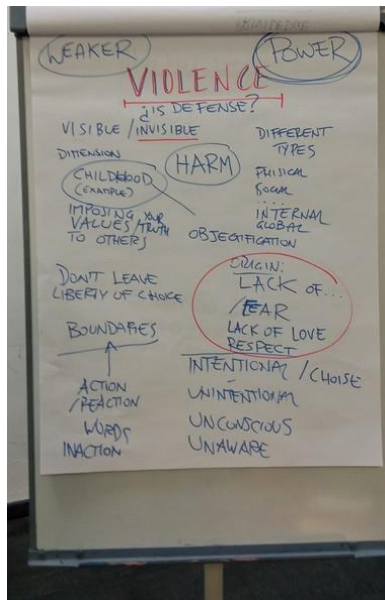 WEAKER
POWER
VIOLENCE
¿IS DEFENSE?
VISIBLE / INVISIBLE
DIMENSION
DIFFERENT
TYPES
HARM
CHILDHOOD
(EXAMPLE)
PHISICAL
SOCIAL
....
INTERNAL
GLOBAL
IMPOSING YOUR
VALUES / TRUTH
TO OTHERS
OBJEGTIFICATION
DON'T LEAVE
LIBERTY OF CHOICE
BOUNDARIES
ORIGIN:
LACK OF...
/FEAR
LACK OF LOVE
RESPECT
ACTION
/REACTION
WORDS
INACTION
INTENTIONAL / CHOISE
UNINTENTIONAL
UNCONSCIOUS
UNAWARE